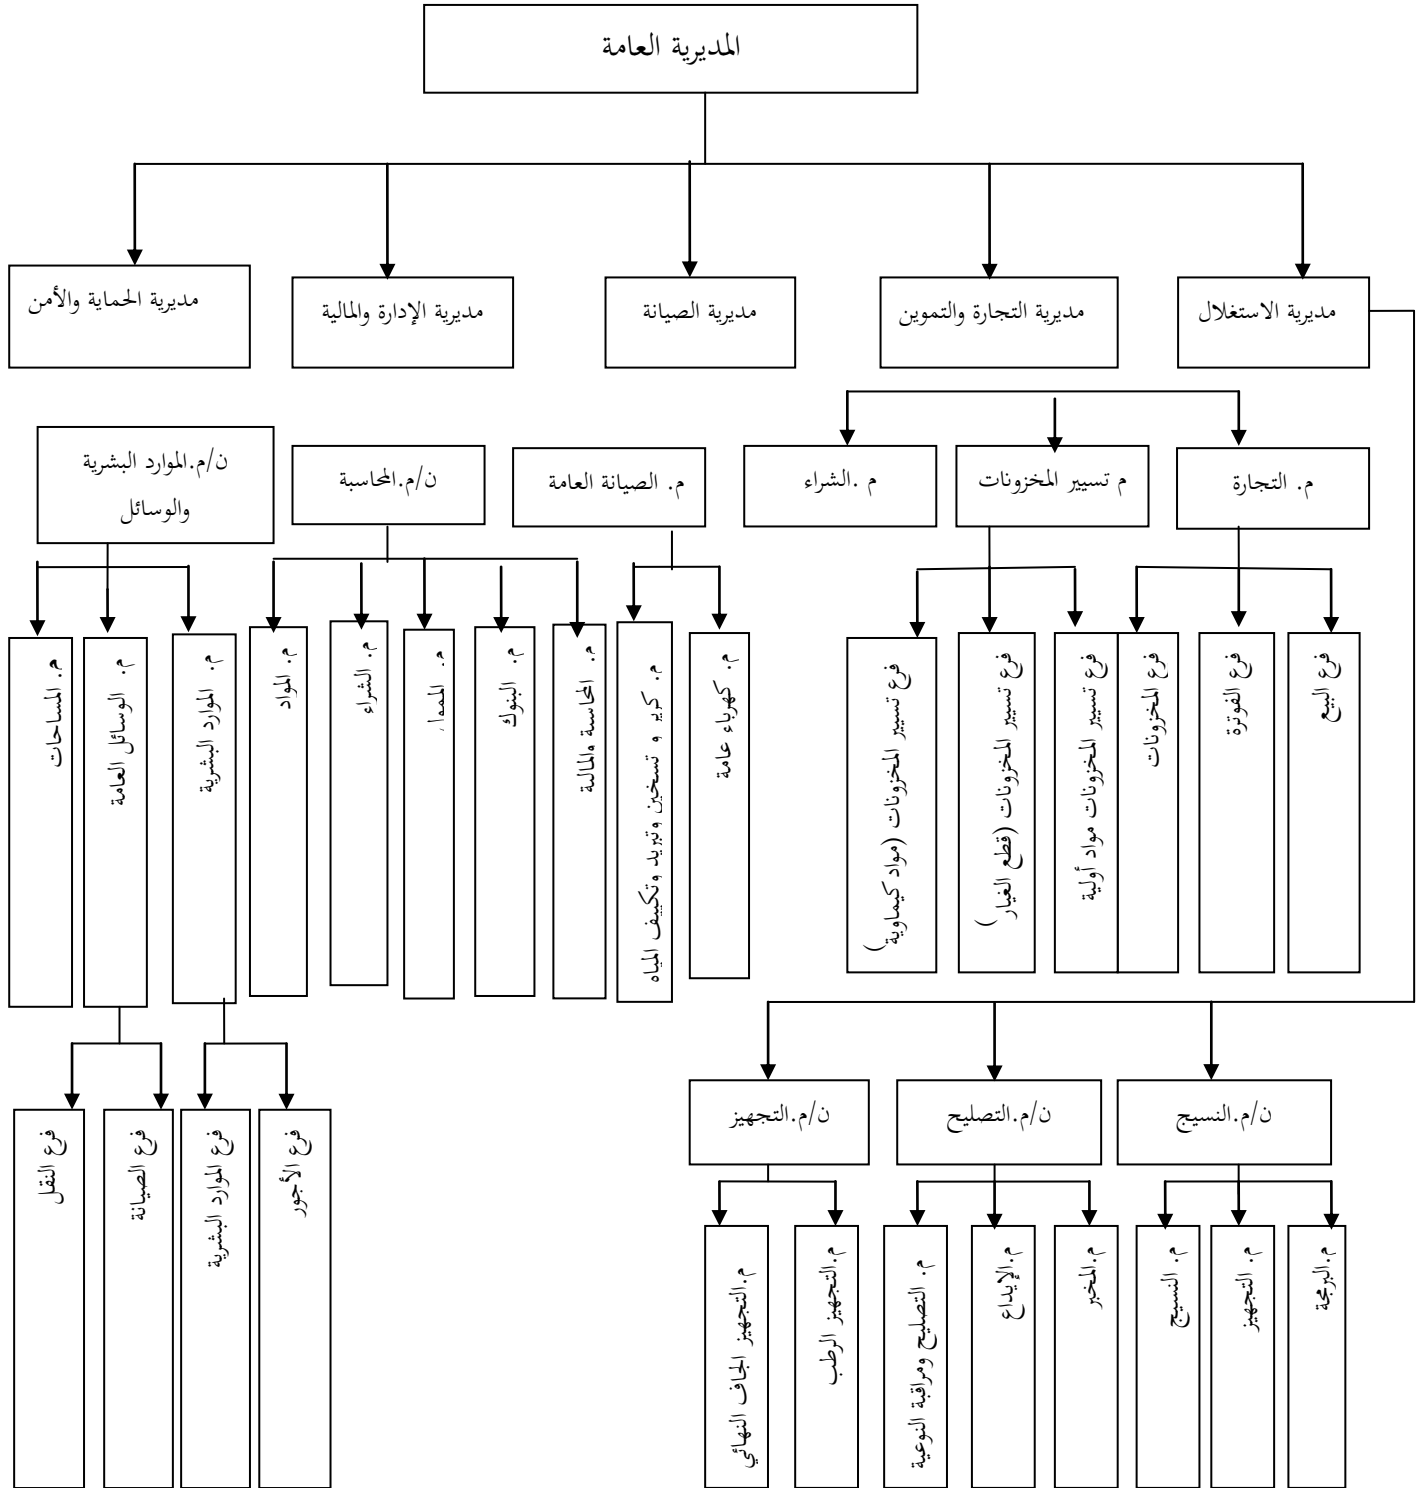 المديرية العامة
مديرية الاستغلال
مديرية التجارة والتموين
مديرية الصيانة
مديرية الإدارة والمالية
مديرية الحماية والأمن
م. التجارة
م تسيير المخزونات
م .الشراء
م. الصيانة العامة
ن/م.المحاسبة
ن/م.الموارد البشرية
والوسائل
فرع البيع
فرع الفوترة
فرع المخزونات
فرع تسيير المخزونات مواد أولية
فرع تسيير المخزونات (قطع الغيار)
فرع تسيير المخزونات (مواد كيماوية)
م. كهرباء عامة
م. كرير و تسخين وتبريد وتكييف المياه
م. المحاسبة والمالية
م. البنوك
م.
م. الشراء
م. المواد
م. الموارد البشرية
م. الوسائل العامة
م. المساحات
ن/م.النسيج
ن/م.التصليح
ن/م.التجهيز
فرع الأجور
فرع الموارد البشرية
فرع الصيانة
فرع النقل
م.البرمجة
م. التجهيز
م. النسيج
م.المخبر
م.الإيداع
م. التصليح ومراقبة النوعية
م.التجهيز الرطب
م.التجهيز الجاف النهائي